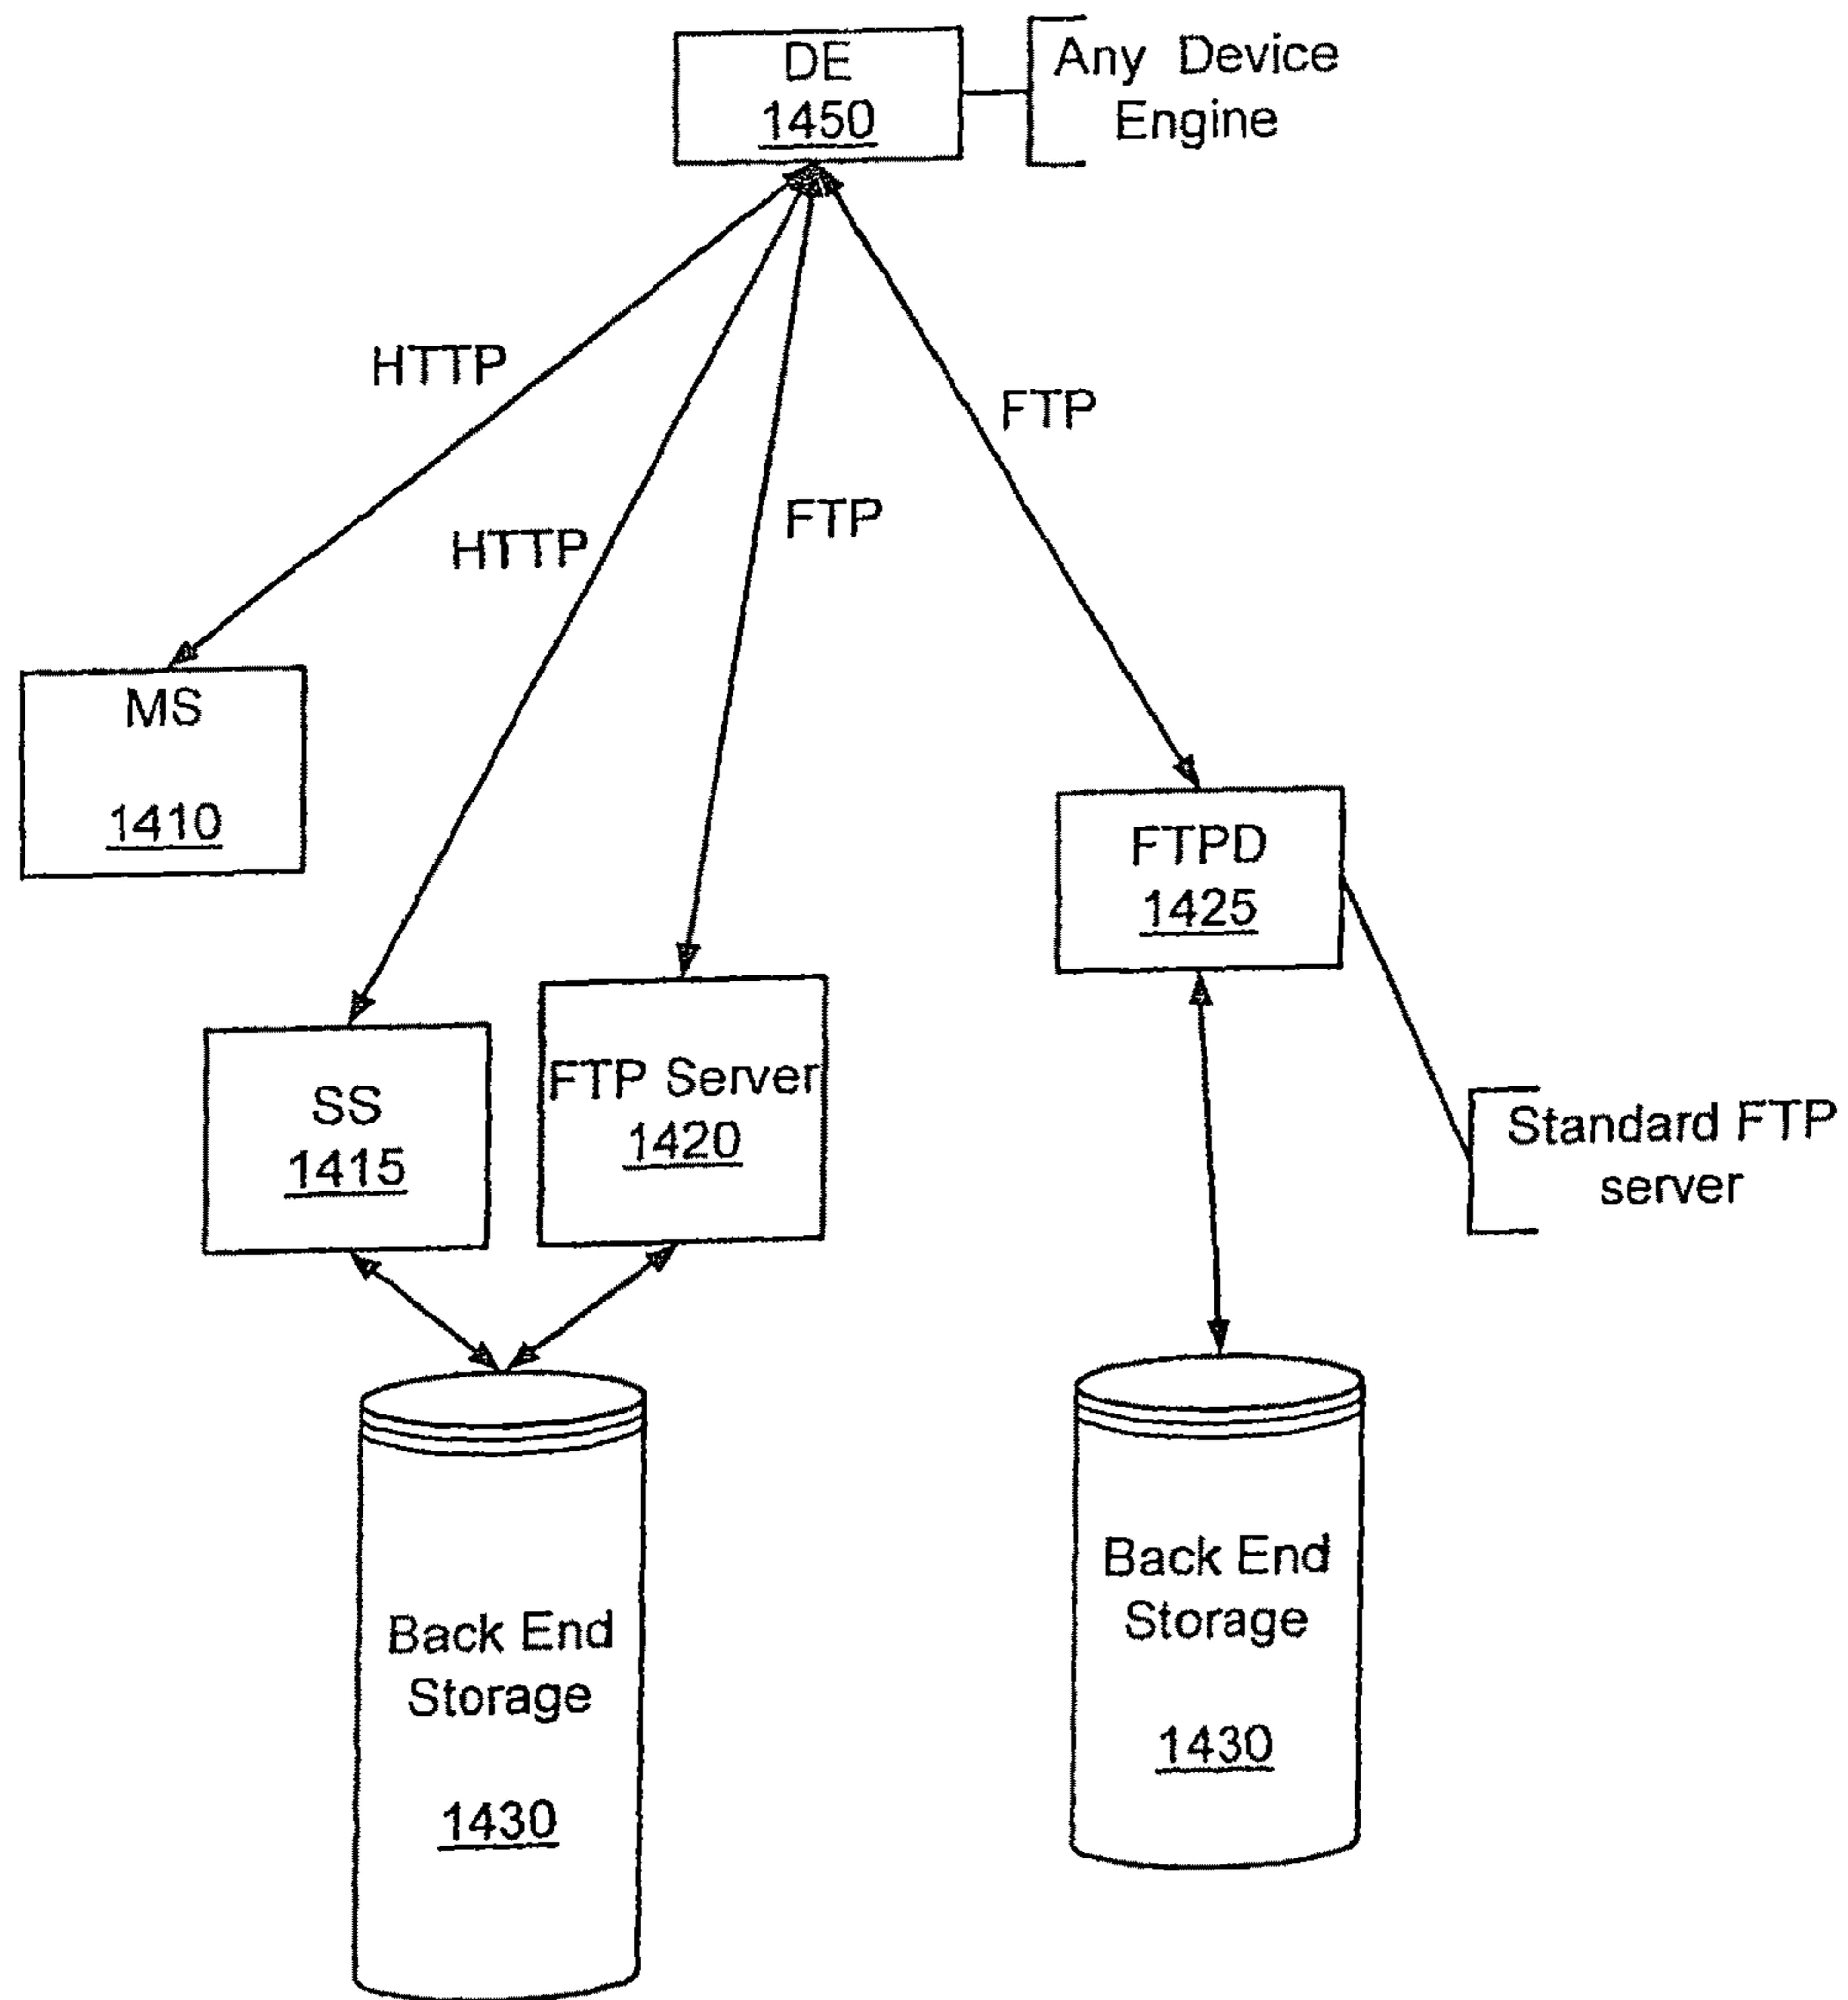 DE
1450
Any Device
Engine
HTTP
FTP
HTTP
FTP
MS
1410
FTPD
1425
FTP Server
1420
SS
1415
Standard FTP
server
Back End
Storage
1430
Back End
Storage
1430